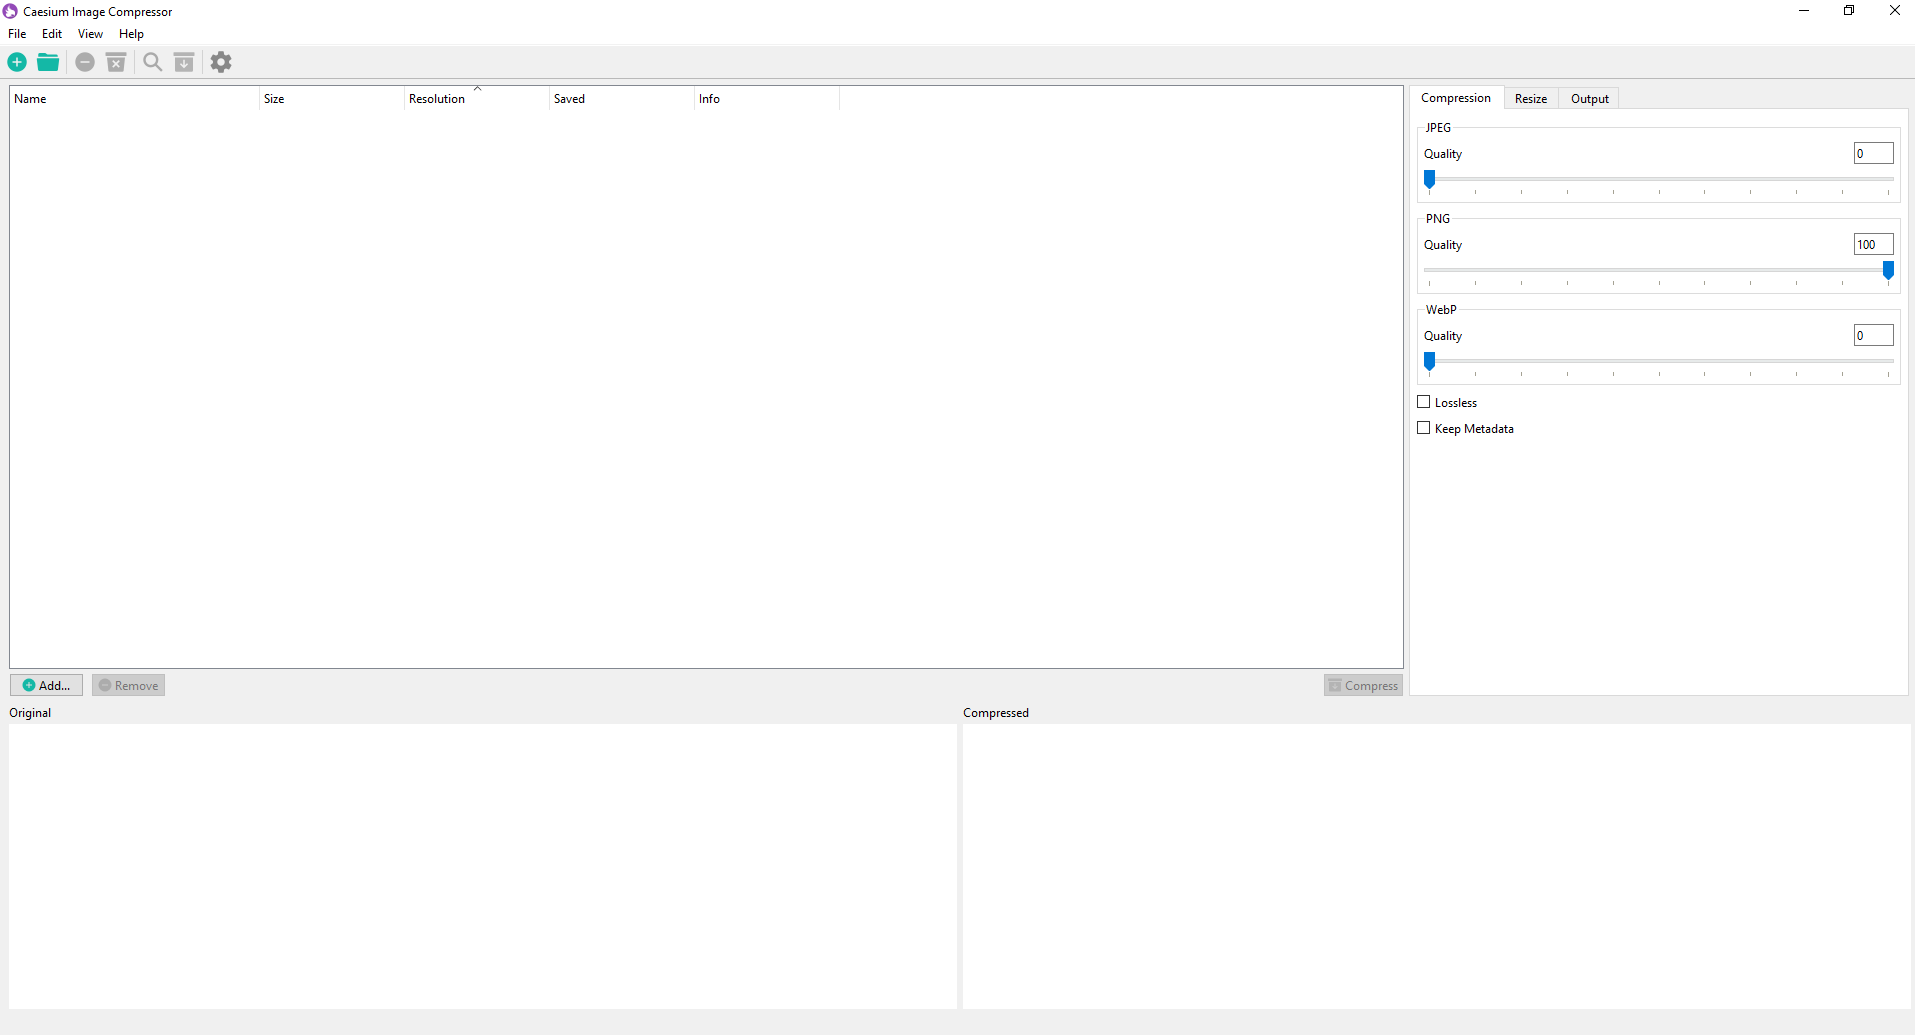 Caesium Image Compressor
File Edit View Help
Name Size Resolution Saved Info
Compression Resize Output
JPEG
Quality 0
PNG
Quality 100
WebP
Quality 0
Lossless
Keep Metadata
Add... Remove Compress
Original Compressed